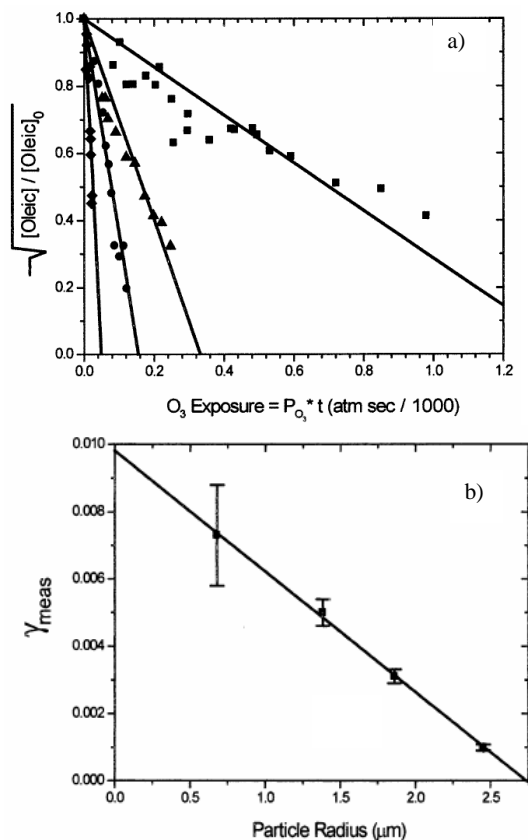 a)
1.0
0.8
0.6
0.4
0.2
0.0
√[Oleic] / [Oleic]₀
0.0 0.2 0.4 0.6 0.8 1.0 1.2
O₃ Exposure = P_O₃* t (atm sec / 1000)
b)
0.010
0.008
0.006
0.004
0.002
0.000
γmeas
0.0 0.5 1.0 1.5 2.0 2.5
Particle Radius (μm)